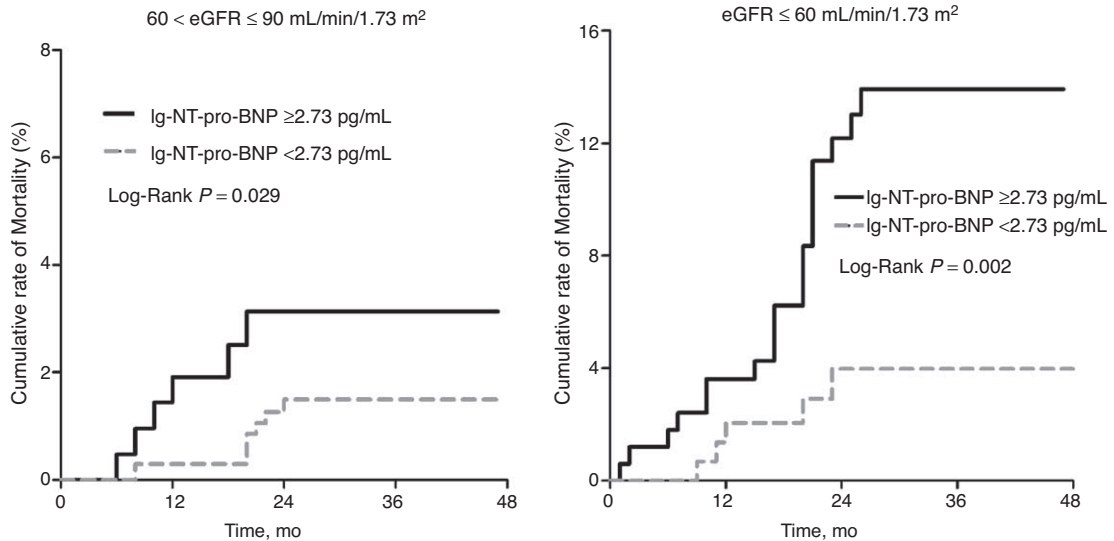 60 < eGFR ≤ 90 mL/min/1.73 m²
8
6
4
2
0
Cumulative rate of Mortality (%)
lg-NT-pro-BNP ≥2.73 pg/mL
lg-NT-pro-BNP <2.73 pg/mL
Log-Rank P = 0.029
0 12 24 36 48
Time, mo
eGFR ≤ 60 mL/min/1.73 m²
16
12
8
4
0
Cumulative rate of Mortality (%)
lg-NT-pro-BNP ≥2.73 pg/mL
lg-NT-pro-BNP <2.73 pg/mL
Log-Rank P = 0.002
0 12 24 36 48
Time, mo